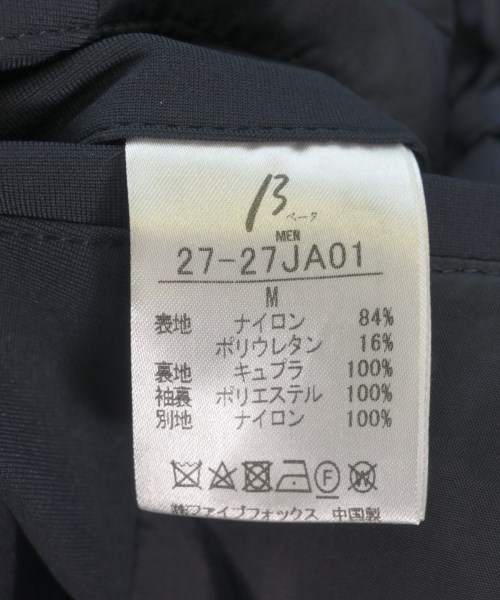 β
ベータ
MEN
27-27JA01
M
表地 ナイロン 84%
ポリウレタン 16%
裏地 キュプラ 100%
袖裏 ポリエステル 100%
別地 ナイロン 100%
F W
㈱ファイブフォックス 中国製